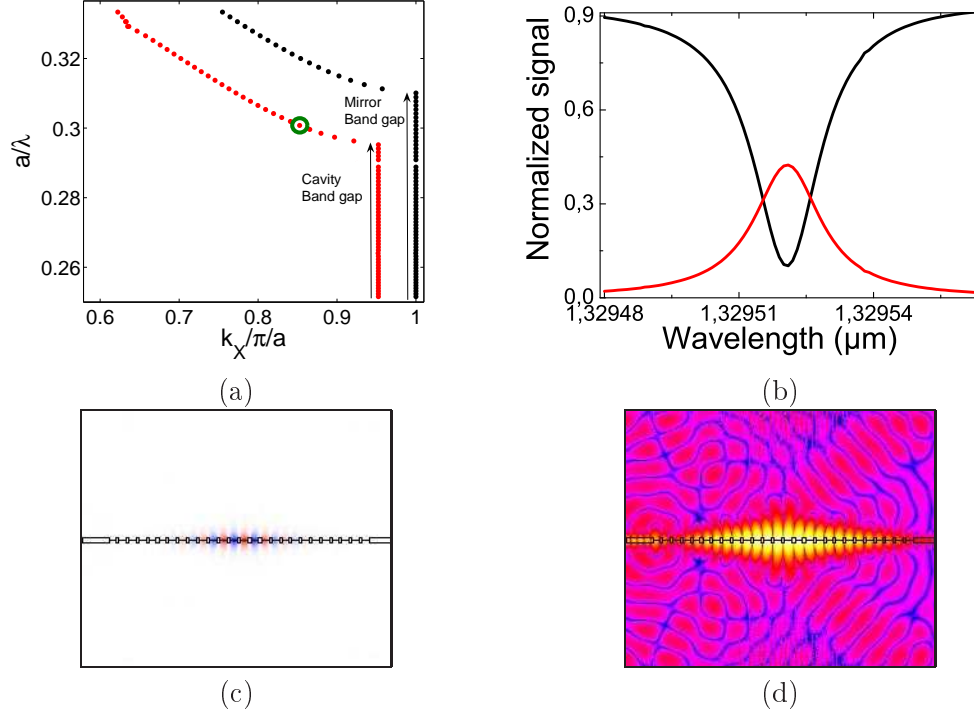 0.32
0.3
0.28
0.26
a/λ
Mirror
Band gap
Cavity
Band gap
0.6
0.7
0.8
0.9
1
k_X/π/a
(a)
0,9
0,6
0,3
0,0
Normalized signal
1,32948
1,32951
1,32954
Wavelength (µm)
(b)
(c)
(d)